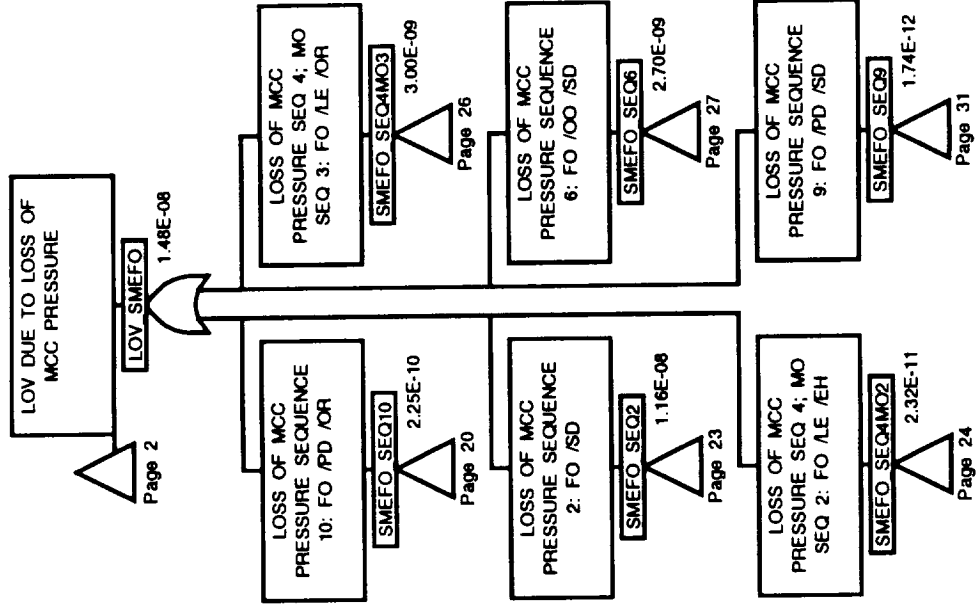 LOV DUE TO LOSS OF
MCC PRESSURE
LOV SMEFO
1.48E-08
Page 2
LOSS OF MCC
PRESSURE SEQUENCE
10: FO /PD /OR
SMEFO SEQ10
2.25E-10
Page 20
LOSS OF MCC
PRESSURE SEQ 4; MO
SEQ 3: FO /LE /OR
SMEFO SEQ4MO3
3.00E-09
Page 26
LOSS OF MCC
PRESSURE SEQUENCE
2: FO /SD
SMEFO SEQ2
1.16E-08
Page 23
LOSS OF MCC
PRESSURE SEQUENCE
6: FO /OO /SD
SMEFO SEQ6
2.70E-09
Page 27
LOSS OF MCC
PRESSURE SEQ 4; MO
SEQ 2: FO /LE /EH
SMEFO SEQ4MO2
2.32E-11
Page 24
LOSS OF MCC
PRESSURE SEQUENCE
9: FO /PD /SD
SMEFO SEQ9
1.74E-12
Page 31